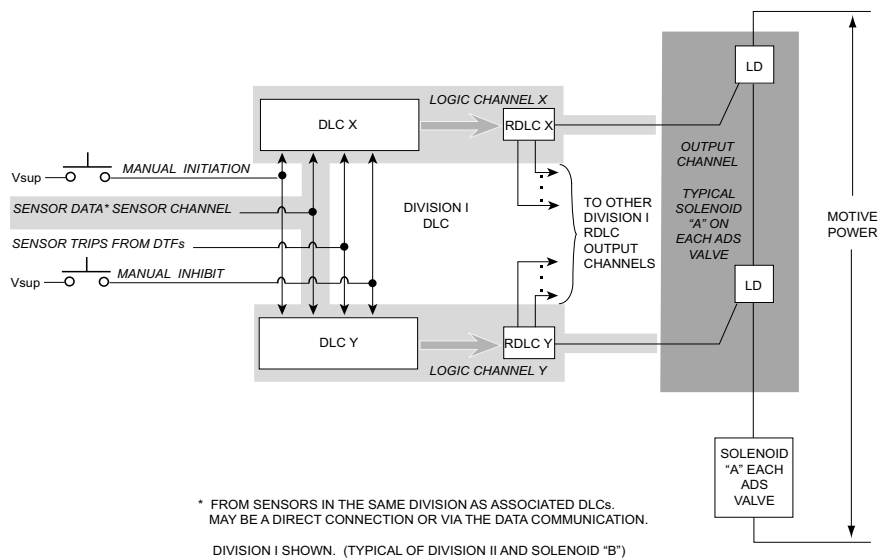 LOGIC CHANNEL X
DLC X
RDLC X
LD
MANUAL INITIATION
Vsup
SENSOR DATA* SENSOR CHANNEL
SENSOR TRIPS FROM DTFs
MANUAL INHIBIT
Vsup
DIVISION I
DLC
TO OTHER
DIVISION I
RDLC
OUTPUT
CHANNELS
OUTPUT
CHANNEL
TYPICAL
SOLENOID
"A" ON
EACH ADS
VALVE
MOTIVE
POWER
LD
DLC Y
RDLC Y
LOGIC CHANNEL Y
SOLENOID
"A" EACH
ADS
VALVE
* FROM SENSORS IN THE SAME DIVISION AS ASSOCIATED DLCs.
MAY BE A DIRECT CONNECTION OR VIA THE DATA COMMUNICATION.
DIVISION I SHOWN. (TYPICAL OF DIVISION II AND SOLENOID "B")